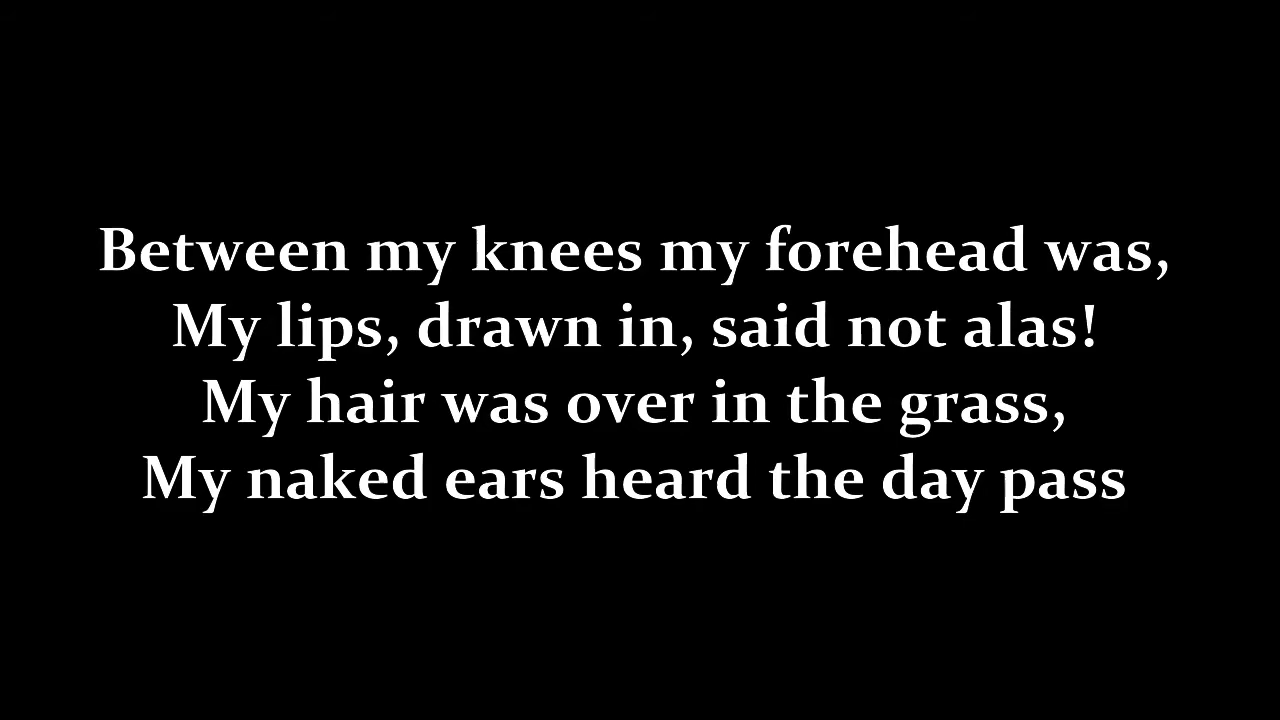 Between my knees my forehead was,
My lips, drawn in, said not alas!
My hair was over in the grass,
My naked ears heard the day pass